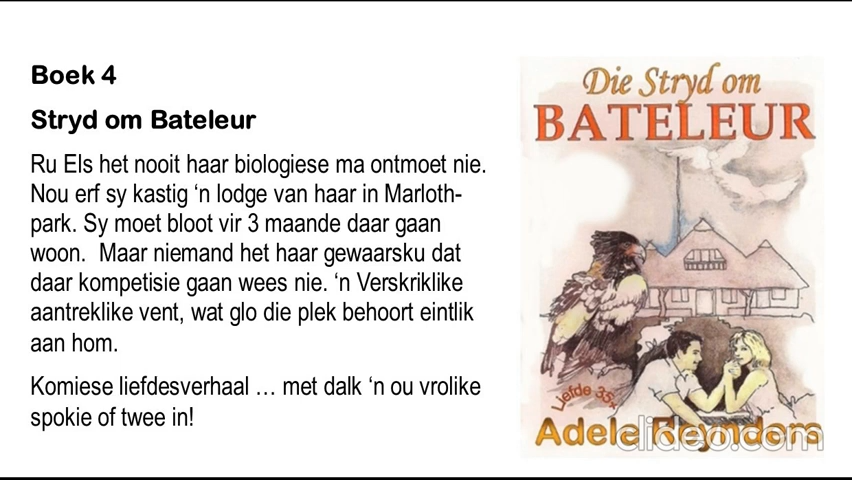 Boek 4
Stryd om Bateleur
Ru Els het nooit haar biologiese ma ontmoet nie.
Nou erf sy kastig ‘n lodge van haar in Marloth-
park. Sy moet bloot vir 3 maande daar gaan
woon. Maar niemand het haar gewaarsku dat
daar kompetisie gaan wees nie. ‘n Verskriklike
aantreklike vent, wat glo die plek behoort eintlik
aan hom.
Komiese liefdesverhaal … met dalk ‘n ou vrolike
spokie of twee in!
Die Stryd om
BATELEUR
Liefde 35+
Adele Reynders
clideo.com